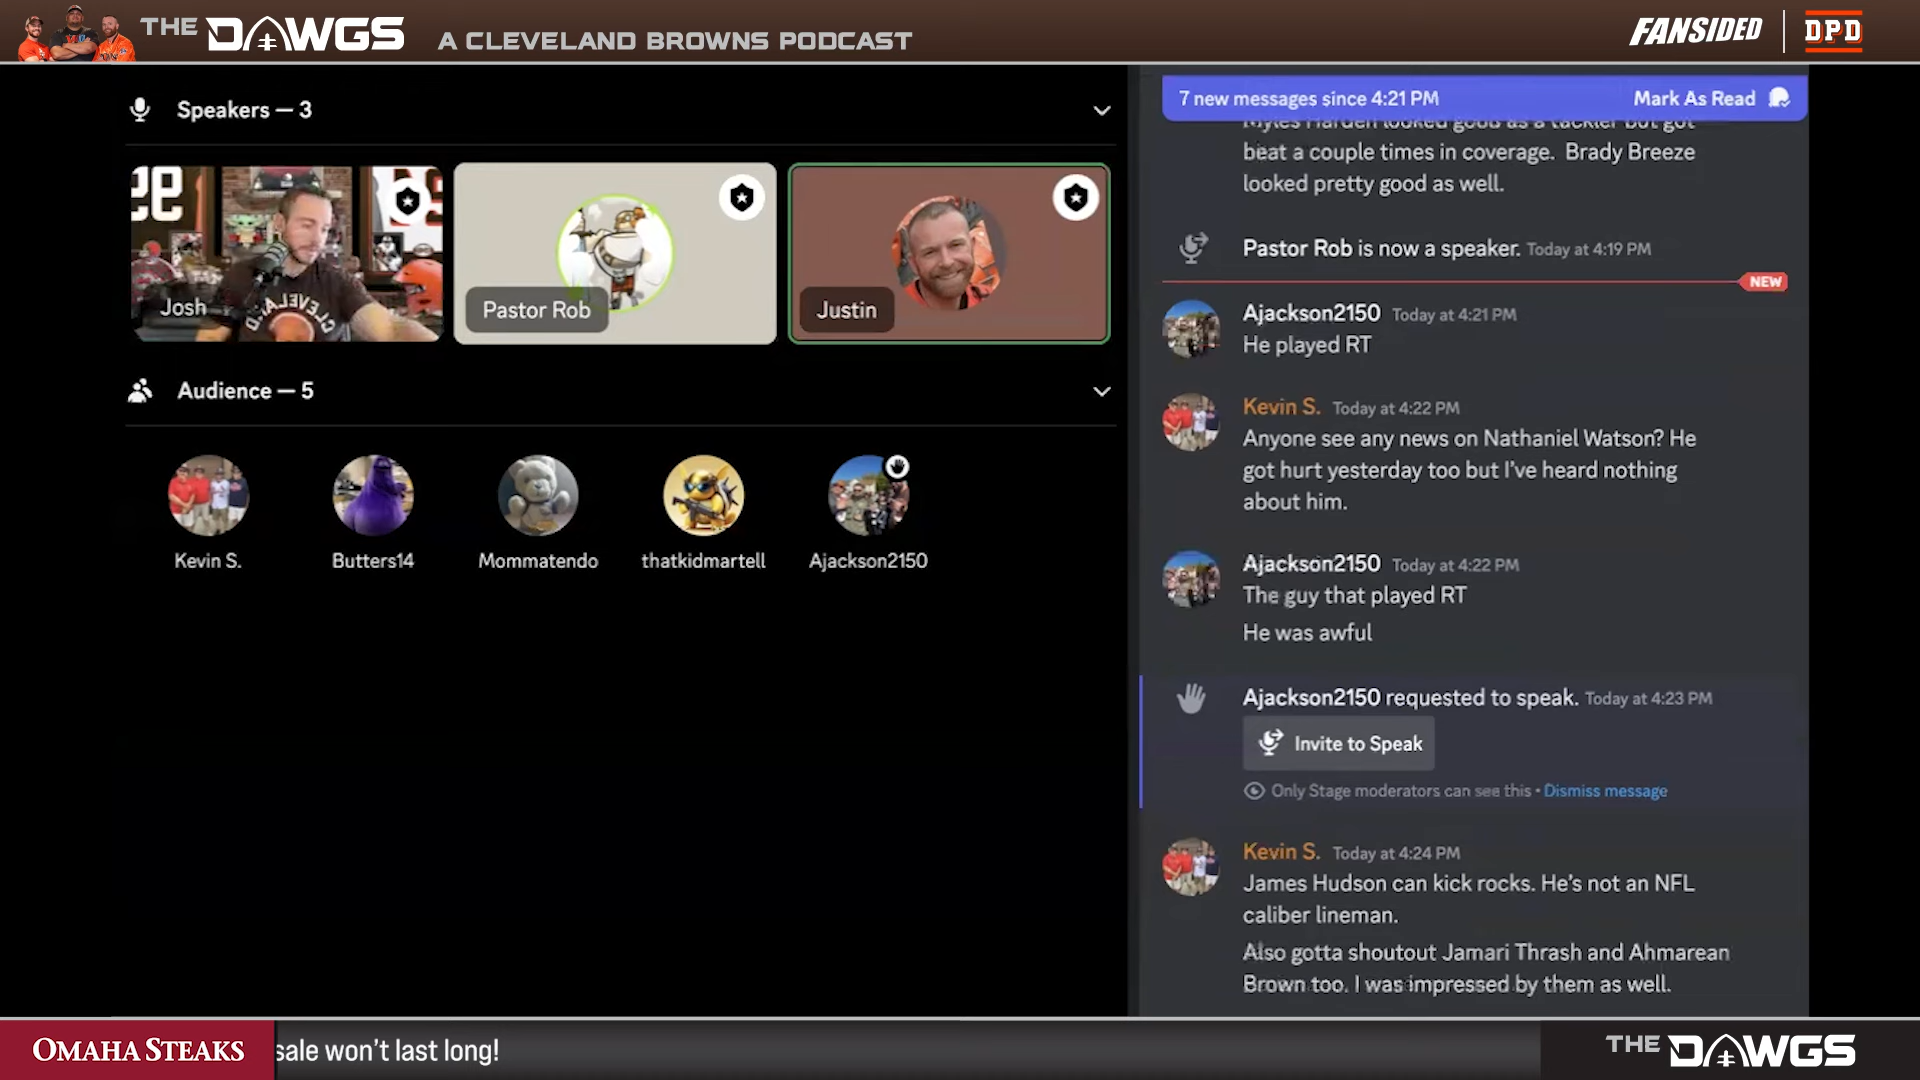 THE DAWGS
A CLEVELAND BROWNS PODCAST
FANSIDED
DPD
Speakers — 3
Josh
Pastor Rob
Justin
Audience — 5
Kevin S.
Butters14
Mommatendo
thatkidmartell
Ajackson2150
7 new messages since 4:21 PM
Mark As Read
Myles Harden looked good as a tackler but got
beat a couple times in coverage. Brady Breeze
looked pretty good as well.
Pastor Rob is now a speaker. Today at 4:19 PM
NEW
Ajackson2150 Today at 4:21 PM
He played RT
Kevin S. Today at 4:22 PM
Anyone see any news on Nathaniel Watson? He
got hurt yesterday too but I've heard nothing
about him.
Ajackson2150 Today at 4:22 PM
The guy that played RT
He was awful
Ajackson2150 requested to speak. Today at 4:23 PM
Invite to Speak
Only Stage moderators can see this • Dismiss message
Kevin S. Today at 4:24 PM
James Hudson can kick rocks. He's not an NFL
caliber lineman.
Also gotta shoutout Jamari Thrash and Ahmarean
Brown too. I was impressed by them as well.
OMAHA STEAKS
sale won't last long!
THE DAWGS